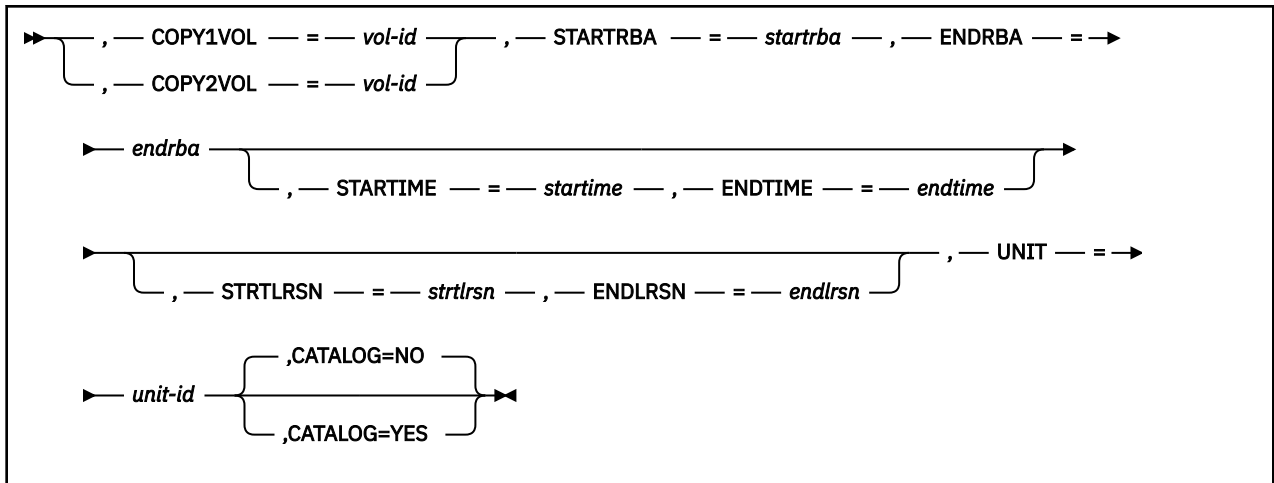 , COPY1VOL = vol-id , STARTRBA = startrba , ENDRBA =
, COPY2VOL = vol-id
endrba
, STARTIME = startime , ENDTIME = endtime
, UNIT =
, STRTLRSN = strtlrsn , ENDLRSN = endlrsn
,CATALOG=NO
unit-id
,CATALOG=YES